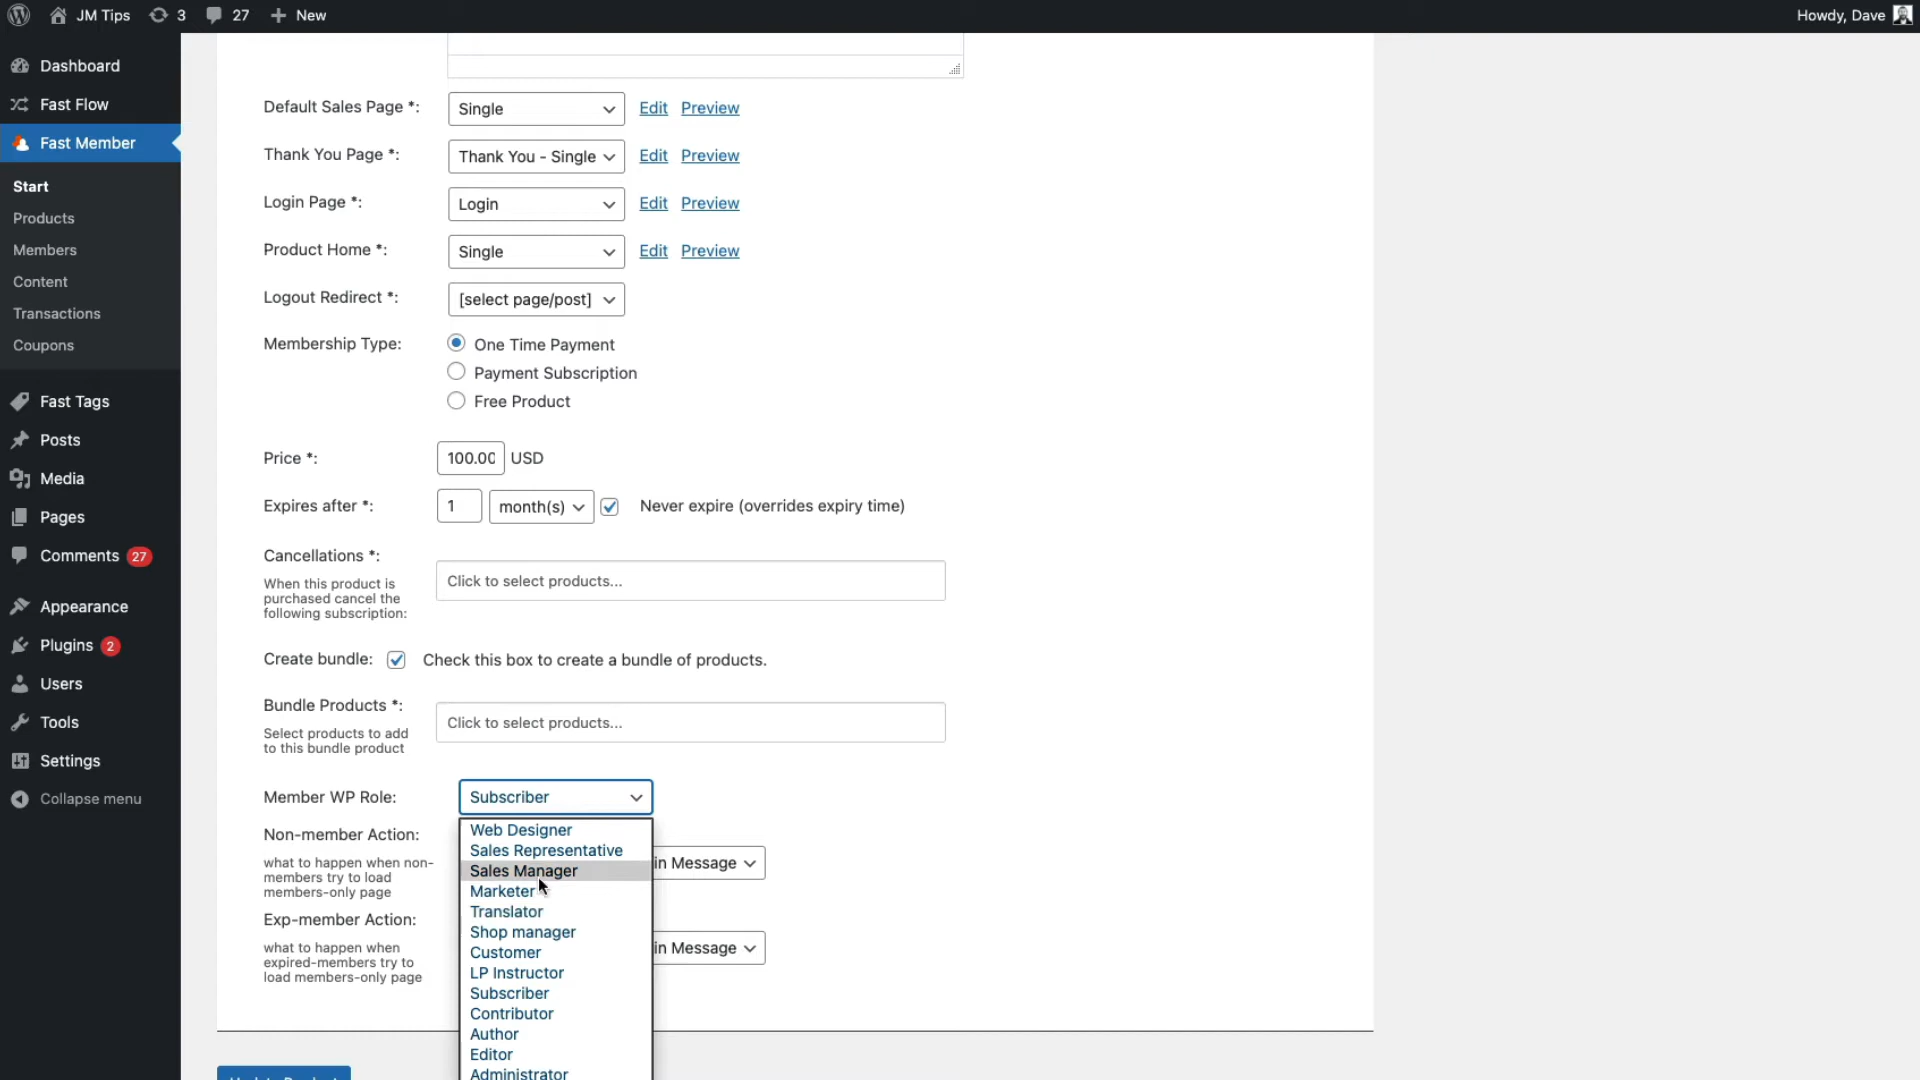 JM Tips 3 27 New Howdy, Dave
Dashboard
Fast Flow
Fast Member
Start
Products
Members
Content
Transactions
Coupons
Fast Tags
Posts
Media
Pages
Comments 27
Appearance
Plugins 2
Users
Tools
Settings
Collapse menu
Default Sales Page *: Single Edit Preview
Thank You Page *: Thank You - Single Edit Preview
Login Page *: Login Edit Preview
Product Home *: Single Edit Preview
Logout Redirect *: [select page/post]
Membership Type: One Time Payment
Payment Subscription
Free Product
Price *: 100.00 USD
Expires after *: 1 month(s) Never expire (overrides expiry time)
Cancellations *:
When this product is
purchased cancel the
following subscription:
Click to select products...
Create bundle: Check this box to create a bundle of products.
Bundle Products *:
Select products to add
to this bundle product
Click to select products...
Member WP Role: Subscriber
Non-member Action:
what to happen when non-
members try to load
members-only page
in Message
Exp-member Action:
what to happen when
expired-members try to
load members-only page
in Message
Web Designer
Sales Representative
Sales Manager
Marketer
Translator
Shop manager
Customer
LP Instructor
Subscriber
Contributor
Author
Editor
Administrator